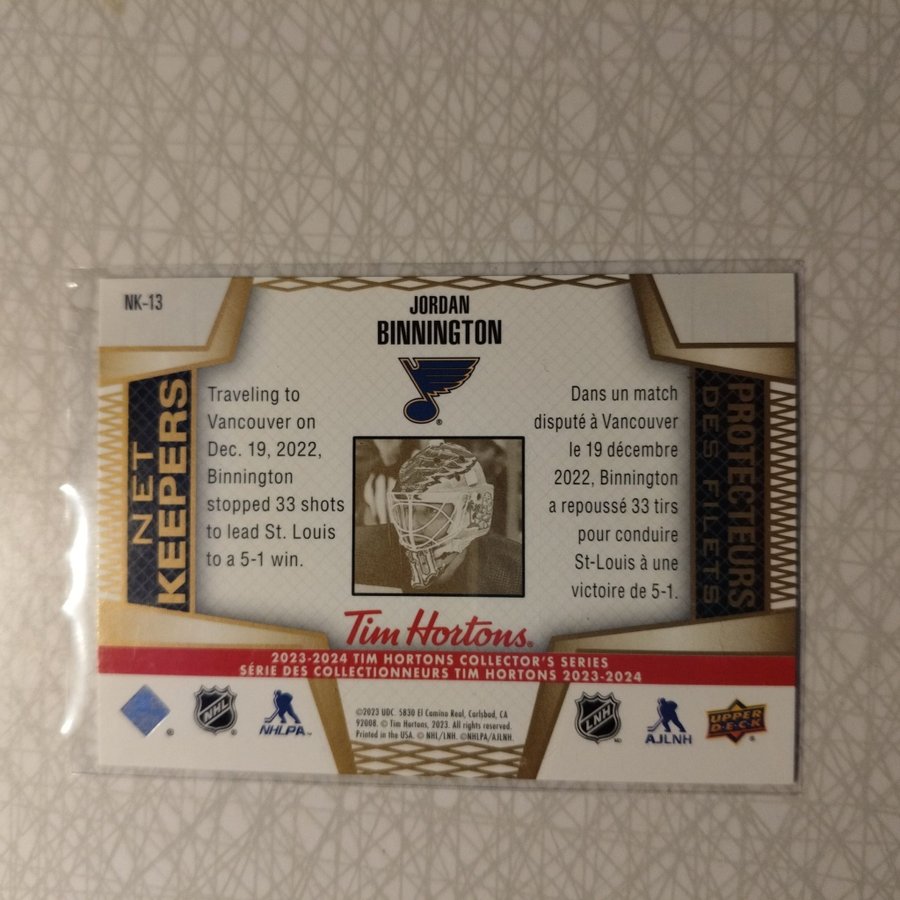 NK-13
JORDAN
BINNINGTON
NET
KEEPERS
Traveling to
Vancouver on
Dec. 19, 2022,
Binnington
stopped 33 shots
to lead St. Louis
to a 5-1 win.
Dans un match
disputé à Vancouver
le 19 décembre
2022, Binnington
a repoussé 33 tirs
pour conduire
St-Louis à une
victoire de 5-1.
PROTECTEURS
DES FILETS
Tim Hortons®
2023-2024 TIM HORTONS COLLECTOR'S SERIES
SÉRIE DES COLLECTIONNEURS TIM HORTONS 2023-2024
NHL
NHLPA™
©2023 UDC. 5830 El Camino Real, Carlsbad, CA
92008. © Tim Hortons, 2023. All rights reserved.
Printed in the USA. © NHL/LNH. ©NHLPA/AJLNH.
LNH
AJLNH
UPPER
DECK